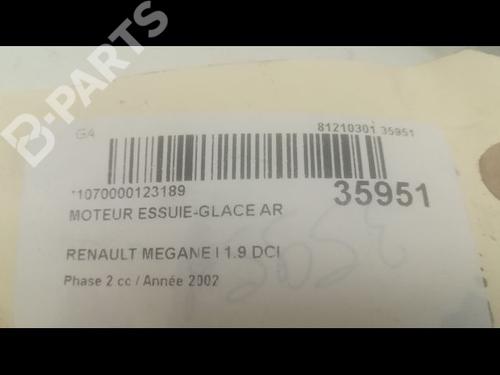 B-PARTS
GA
81210301 35951
*1070000123189
35951
MOTEUR ESSUIE-GLACE AR
RENAULT MEGANE I 1.9 DCI
Phase 2 cc / Année 2002